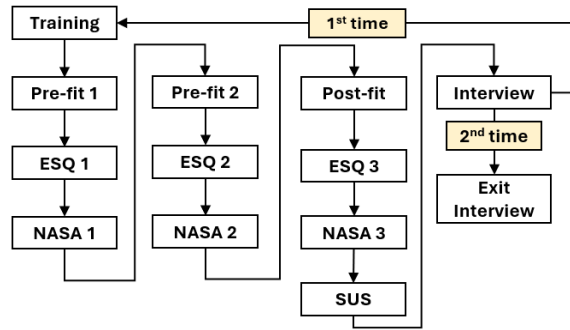 Training
1st time
Pre-fit 1
Pre-fit 2
Post-fit
Interview
2nd time
ESQ 1
ESQ 2
ESQ 3
Exit
Interview
NASA 1
NASA 2
NASA 3
SUS